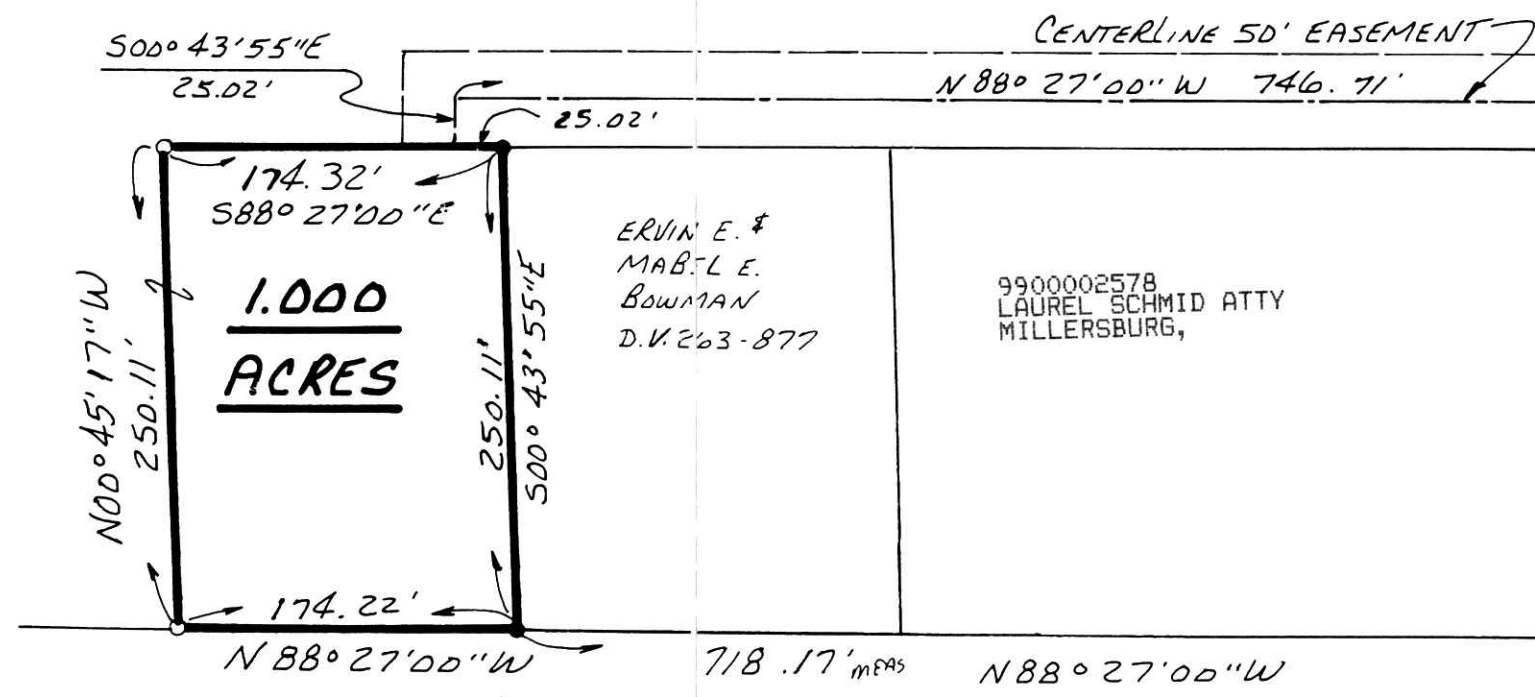 CENTERLINE 50' EASEMENT
S00° 43'55"E
25.02'
N 88° 27'00" W 746.71'
25.02'
174.32'
S88° 27'00"E
1.000
ACRES
N00° 45' 17" W
250.11'
250.11'
S00° 43' 55"E
ERVIN E. &
E.
BOWMAN
D.V. 263-877
9900002578
LAUREL SCHMID ATTY
MILLERSBURG,
174.22'
N 88° 27'00"W
718.17' MEAS
N88° 27'00"W